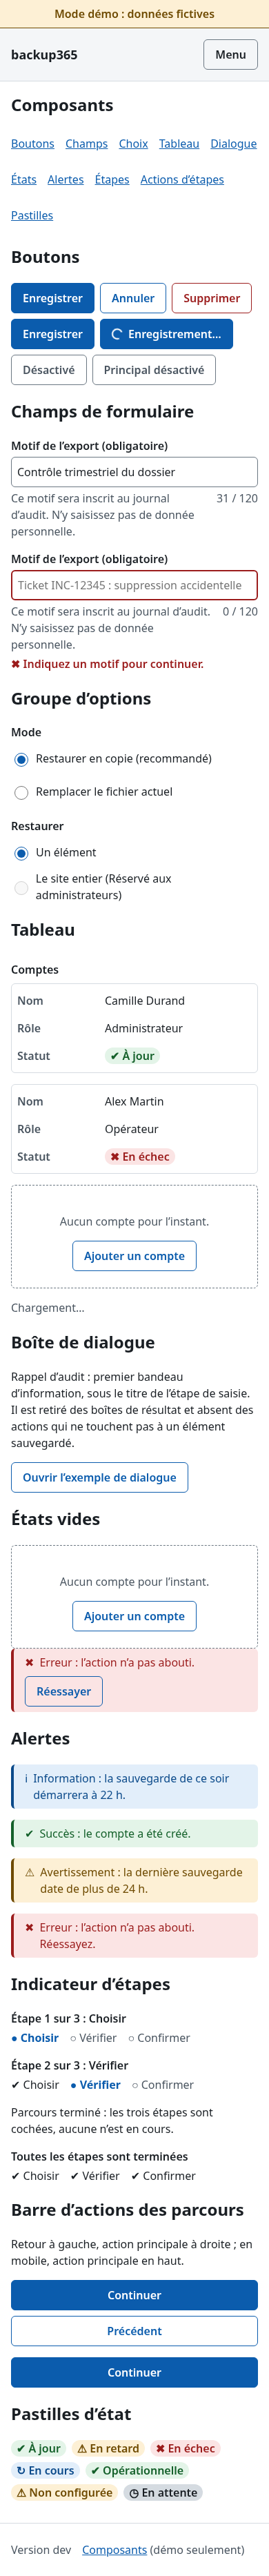 Mode démo : données fictives
backup365
Menu
Composants
Boutons Champs Choix Tableau Dialogue
États Alertes Étapes Actions d’étapes
Pastilles
Boutons
Enregistrer Annuler Supprimer
Enregistrer Enregistrement…
Désactivé Principal désactivé
Champs de formulaire
Motif de l’export (obligatoire)
Contrôle trimestriel du dossier
Ce motif sera inscrit au journal 31 / 120
d’audit. N’y saisissez pas de donnée
personnelle.
Motif de l’export (obligatoire)
Ticket INC-12345 : suppression accidentelle
Ce motif sera inscrit au journal d’audit. 0 / 120
N’y saisissez pas de donnée
personnelle.
✖ Indiquez un motif pour continuer.
Groupe d’options
Mode
Restaurer en copie (recommandé)
Remplacer le fichier actuel
Restaurer
Un élément
Le site entier (Réservé aux
administrateurs)
Tableau
Comptes
Nom Camille Durand
Rôle Administrateur
Statut ✔ À jour
Nom Alex Martin
Rôle Opérateur
Statut ✖ En échec
Aucun compte pour l’instant.
Ajouter un compte
Chargement…
Boîte de dialogue
Rappel d’audit : premier bandeau
d’information, sous le titre de l’étape de saisie.
Il est retiré des boîtes de résultat et absent des
actions qui ne touchent pas à un élément
sauvegardé.
Ouvrir l’exemple de dialogue
États vides
Aucun compte pour l’instant.
Ajouter un compte
✖ Erreur : l’action n’a pas abouti.
Réessayer
Alertes
i Information : la sauvegarde de ce soir
démarrera à 22 h.
✔ Succès : le compte a été créé.
⚠ Avertissement : la dernière sauvegarde
date de plus de 24 h.
✖ Erreur : l’action n’a pas abouti.
Réessayez.
Indicateur d’étapes
Étape 1 sur 3 : Choisir
● Choisir ○ Vérifier ○ Confirmer
Étape 2 sur 3 : Vérifier
✔ Choisir ● Vérifier ○ Confirmer
Parcours terminé : les trois étapes sont
cochées, aucune n’est en cours.
Toutes les étapes sont terminées
✔ Choisir ✔ Vérifier ✔ Confirmer
Barre d’actions des parcours
Retour à gauche, action principale à droite ; en
mobile, action principale en haut.
Continuer
Précédent
Continuer
Pastilles d’état
✔ À jour ⚠ En retard ✖ En échec
↻ En cours ✔ Opérationnelle
⚠ Non configurée ◷ En attente
Version dev Composants (démo seulement)